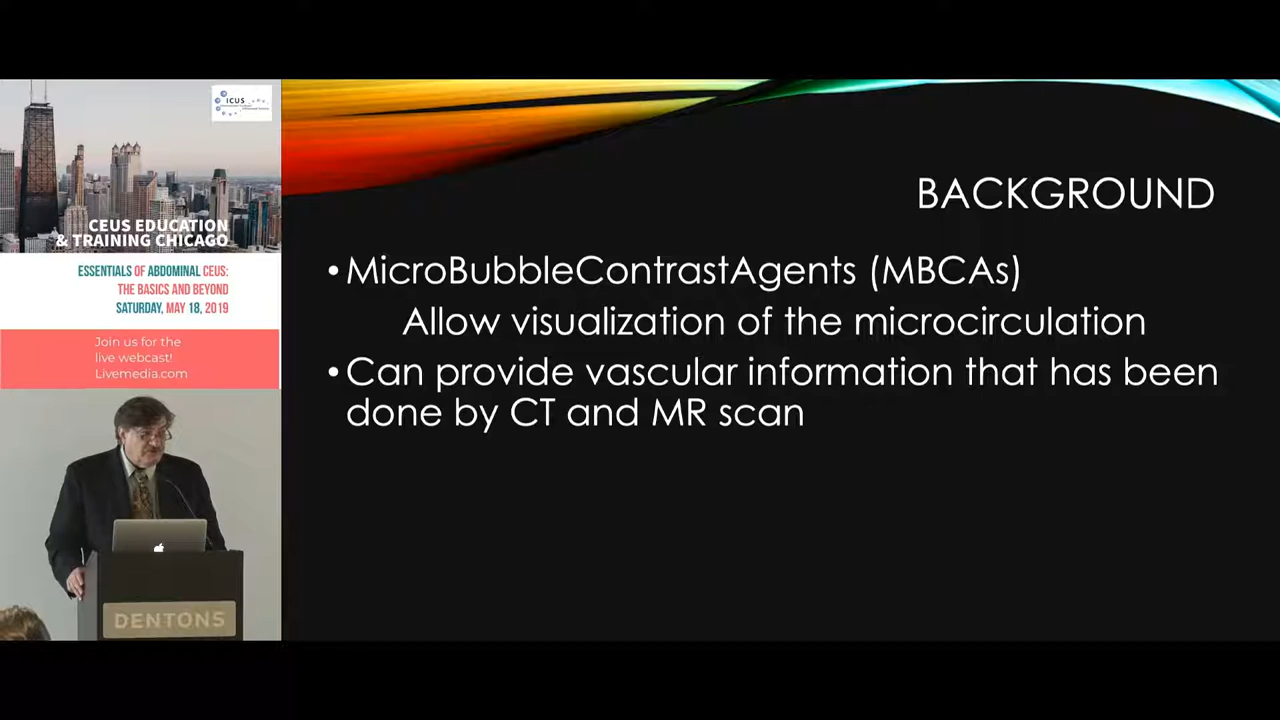 ICUS
CEUS EDUCATION
& TRAINING CHICAGO
ESSENTIALS OF ABDOMINAL CEUS:
THE BASICS AND BEYOND
SATURDAY, MAY 18, 2019
Join us for the
live webcast!
Livemedia.com
DENTONS
BACKGROUND
•MicroBubbleContrastAgents (MBCAs)
Allow visualization of the microcirculation
•Can provide vascular information that has been
done by CT and MR scan